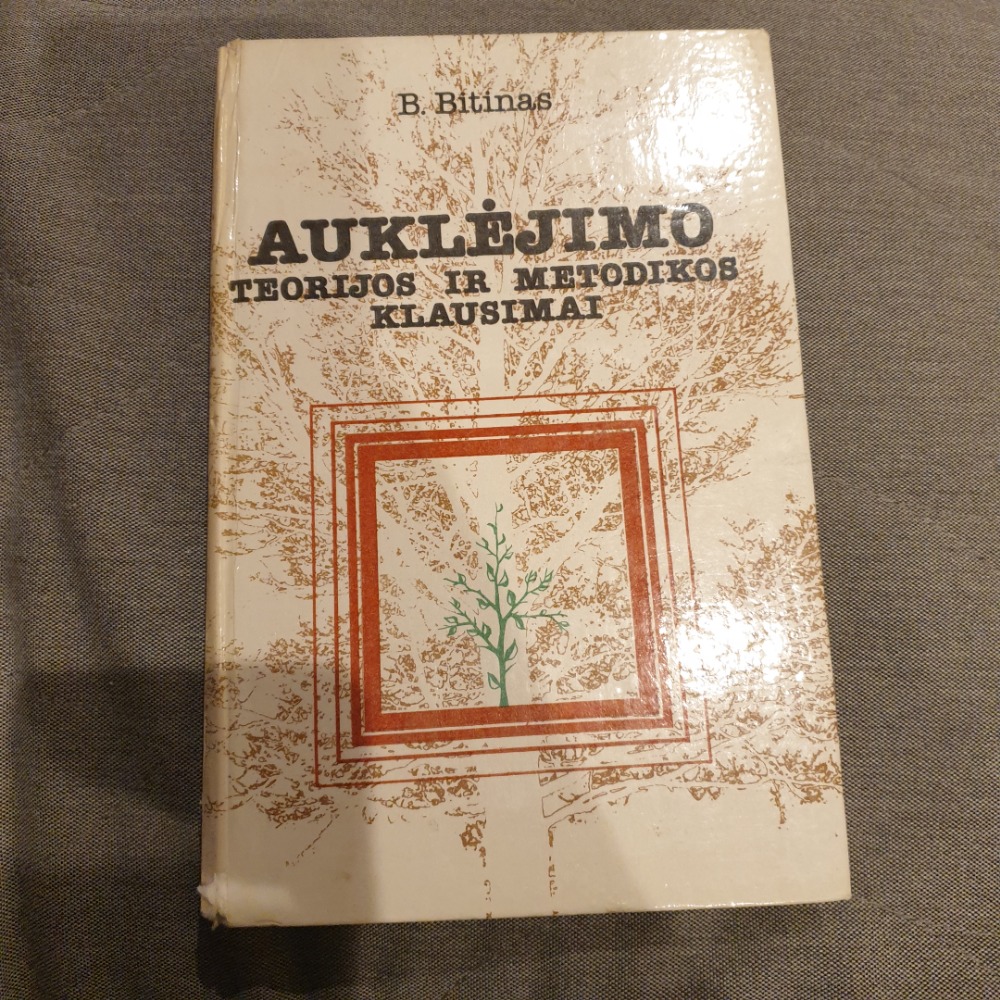 B. Bitinas
AUKLĖJIMO
TEORIJOS IR METODIKOS
KLAUSIMAI